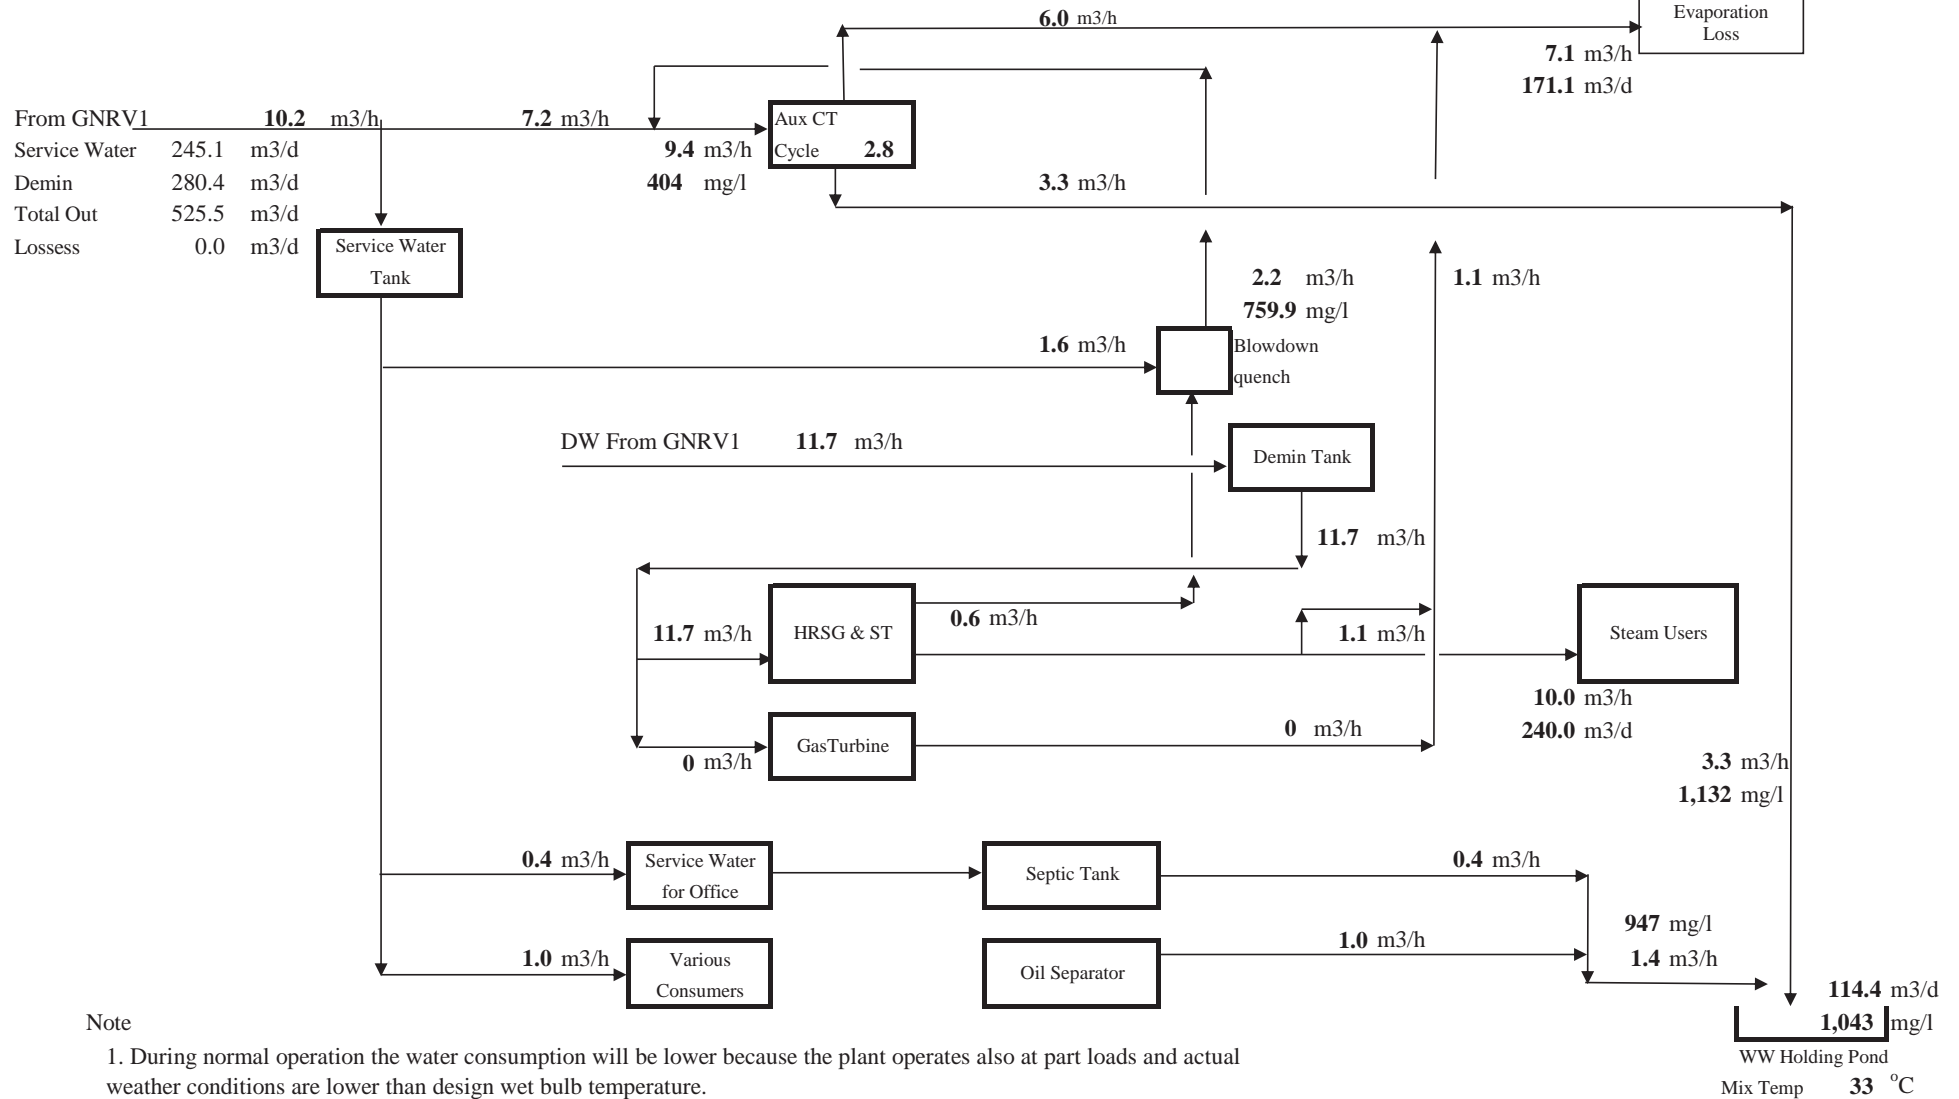 6.0 m3/h
Evaporation
Loss
7.1 m3/h
171.1 m3/d
From GNRV1 10.2 m3/h 7.2 m3/h
Service Water 245.1 m3/d
Demin 280.4 m3/d
Total Out 525.5 m3/d
Lossess 0.0 m3/d
9.4 m3/h
404 mg/l
Aux CT
Cycle 2.8
3.3 m3/h
Service Water
Tank
2.2 m3/h
759.9 mg/l
1.1 m3/h
1.6 m3/h
Blowdown
quench
DW From GNRV1 11.7 m3/h
Demin Tank
11.7 m3/h
11.7 m3/h
HRSG & ST
0.6 m3/h
1.1 m3/h
Steam Users
10.0 m3/h
240.0 m3/d
0 m3/h
GasTurbine
0 m3/h
3.3 m3/h
1,132 mg/l
0.4 m3/h
Service Water
for Office
Septic Tank
0.4 m3/h
947 mg/l
1.4 m3/h
1.0 m3/h
Various
Consumers
Oil Separator
1.0 m3/h
114.4 m3/d
1,043 mg/l
WW Holding Pond
Mix Temp 33 °C
Note
1. During normal operation the water consumption will be lower because the plant operates also at part loads and actual
weather conditions are lower than design wet bulb temperature.